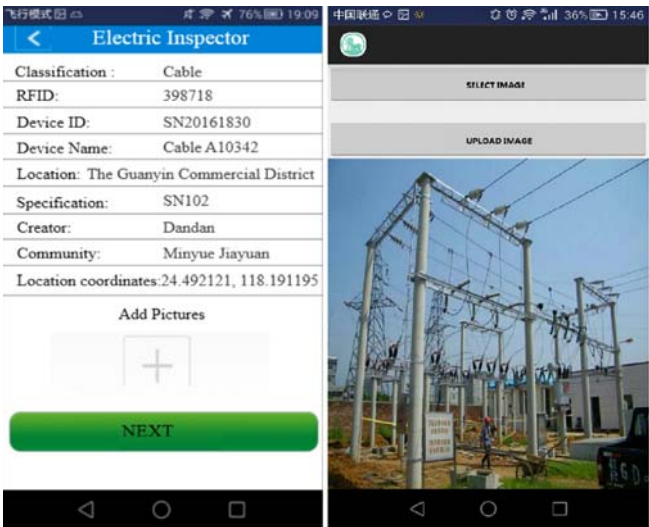 飞行模式 76% 19:09
Electric Inspector
Classification : Cable
RFID: 398718
Device ID: SN20161830
Device Name: Cable A10342
Location: The Guanyin Commercial District
Specification: SN102
Creator: Dandan
Community: Minyue Jiayuan
Location coordinates:24.492121, 118.191195
Add Pictures
NEXT
中国联通 36% 15:46
SELECT IMAGE
UPLOAD IMAGE